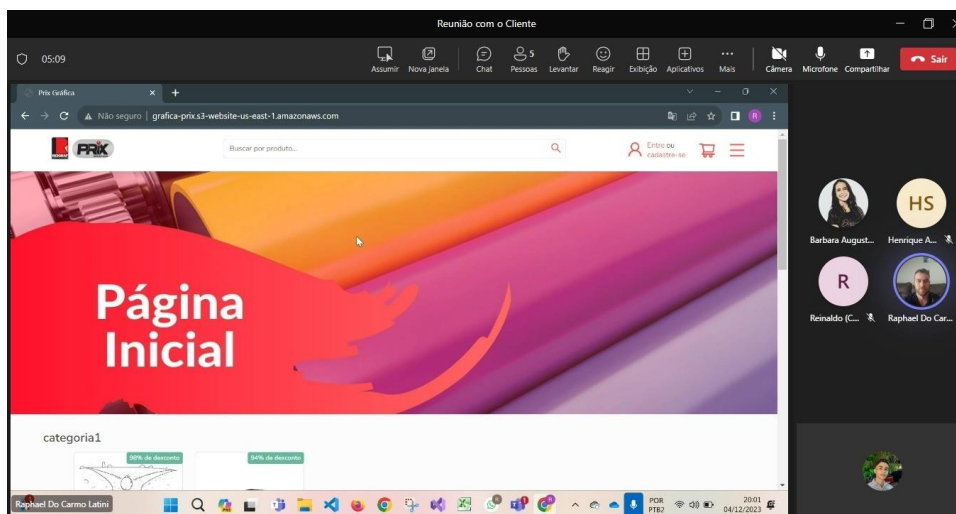 Reunião com o Cliente
05:09
Assumir Nova janela Chat Pessoas 5 Levantar Reagir Exibição Aplicativos Mais Câmera Microfone Compartilhar Sair
Prix Gráfica
Não seguro | grafica-prix.s3-website-us-east-1.amazonaws.com
PRIX
Buscar por produto...
Entre ou
cadastre-se
Página
Inicial
categoria1
98% de desconto 94% de desconto
HS
Barbara August... Henrique A...
R
Reinaldo (C... Raphael Do Car...
Raphael Do Carmo Latini
POR
PTB2
20:01
04/12/2023